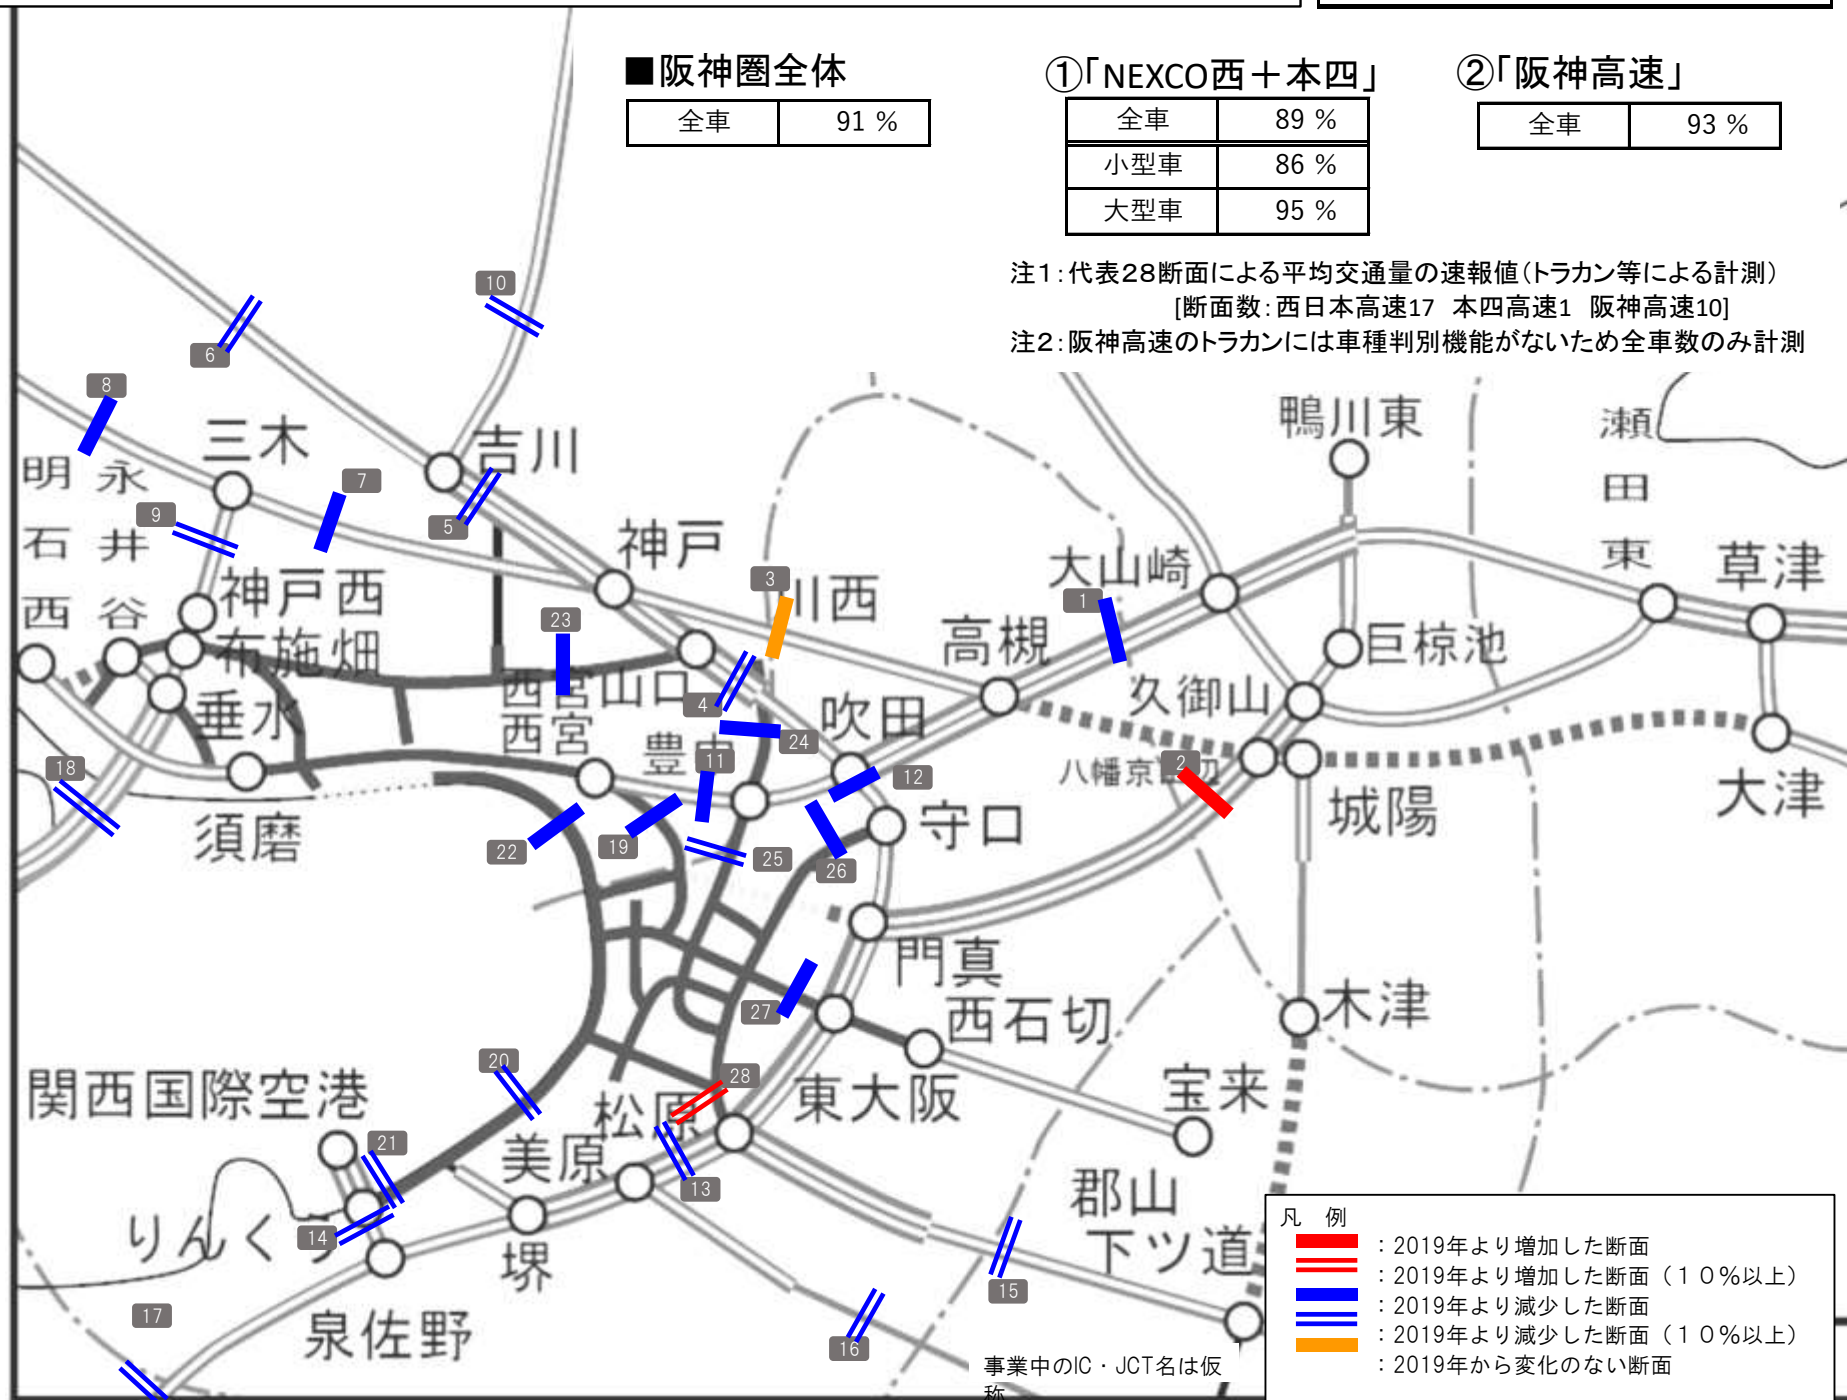 ■阪神圏全体
全車 91 %
①「NEXCO西＋本四」
全車 89 %
小型車 86 %
大型車 95 %
②「阪神高速」
全車 93 %
注１：代表２８断面による平均交通量の速報値（トラカン等による計測）
[断面数：西日本高速17 本四高速1 阪神高速10]
注２：阪神高速のトラカンには車種判別機能がないため全車数のみ計測
10
6
8
三木
吉川
鴨川東
瀬田東
明石西
永井谷
7
9
5
神戸
大山崎
草津
神戸西
3
川西
1
布施畑
23
高槻
巨椋池
西宮山口
4
久御山
垂水
西宮
吹田
24
豊中
11
12
2
18
大津
城陽
須磨
22
19
25
26
守口
門真
27
西石切
木津
20
28
関西国際空港
松原
東大阪
宝来
21
美原
13
郡山
下ツ道
りんくう
14
堺
15
17
泉佐野
16
事業中のIC・JCT名は仮
称
凡 例
：2019年より増加した断面
：2019年より増加した断面（１０％以上）
：2019年より減少した断面
：2019年より減少した断面（１０％以上）
：2019年から変化のない断面